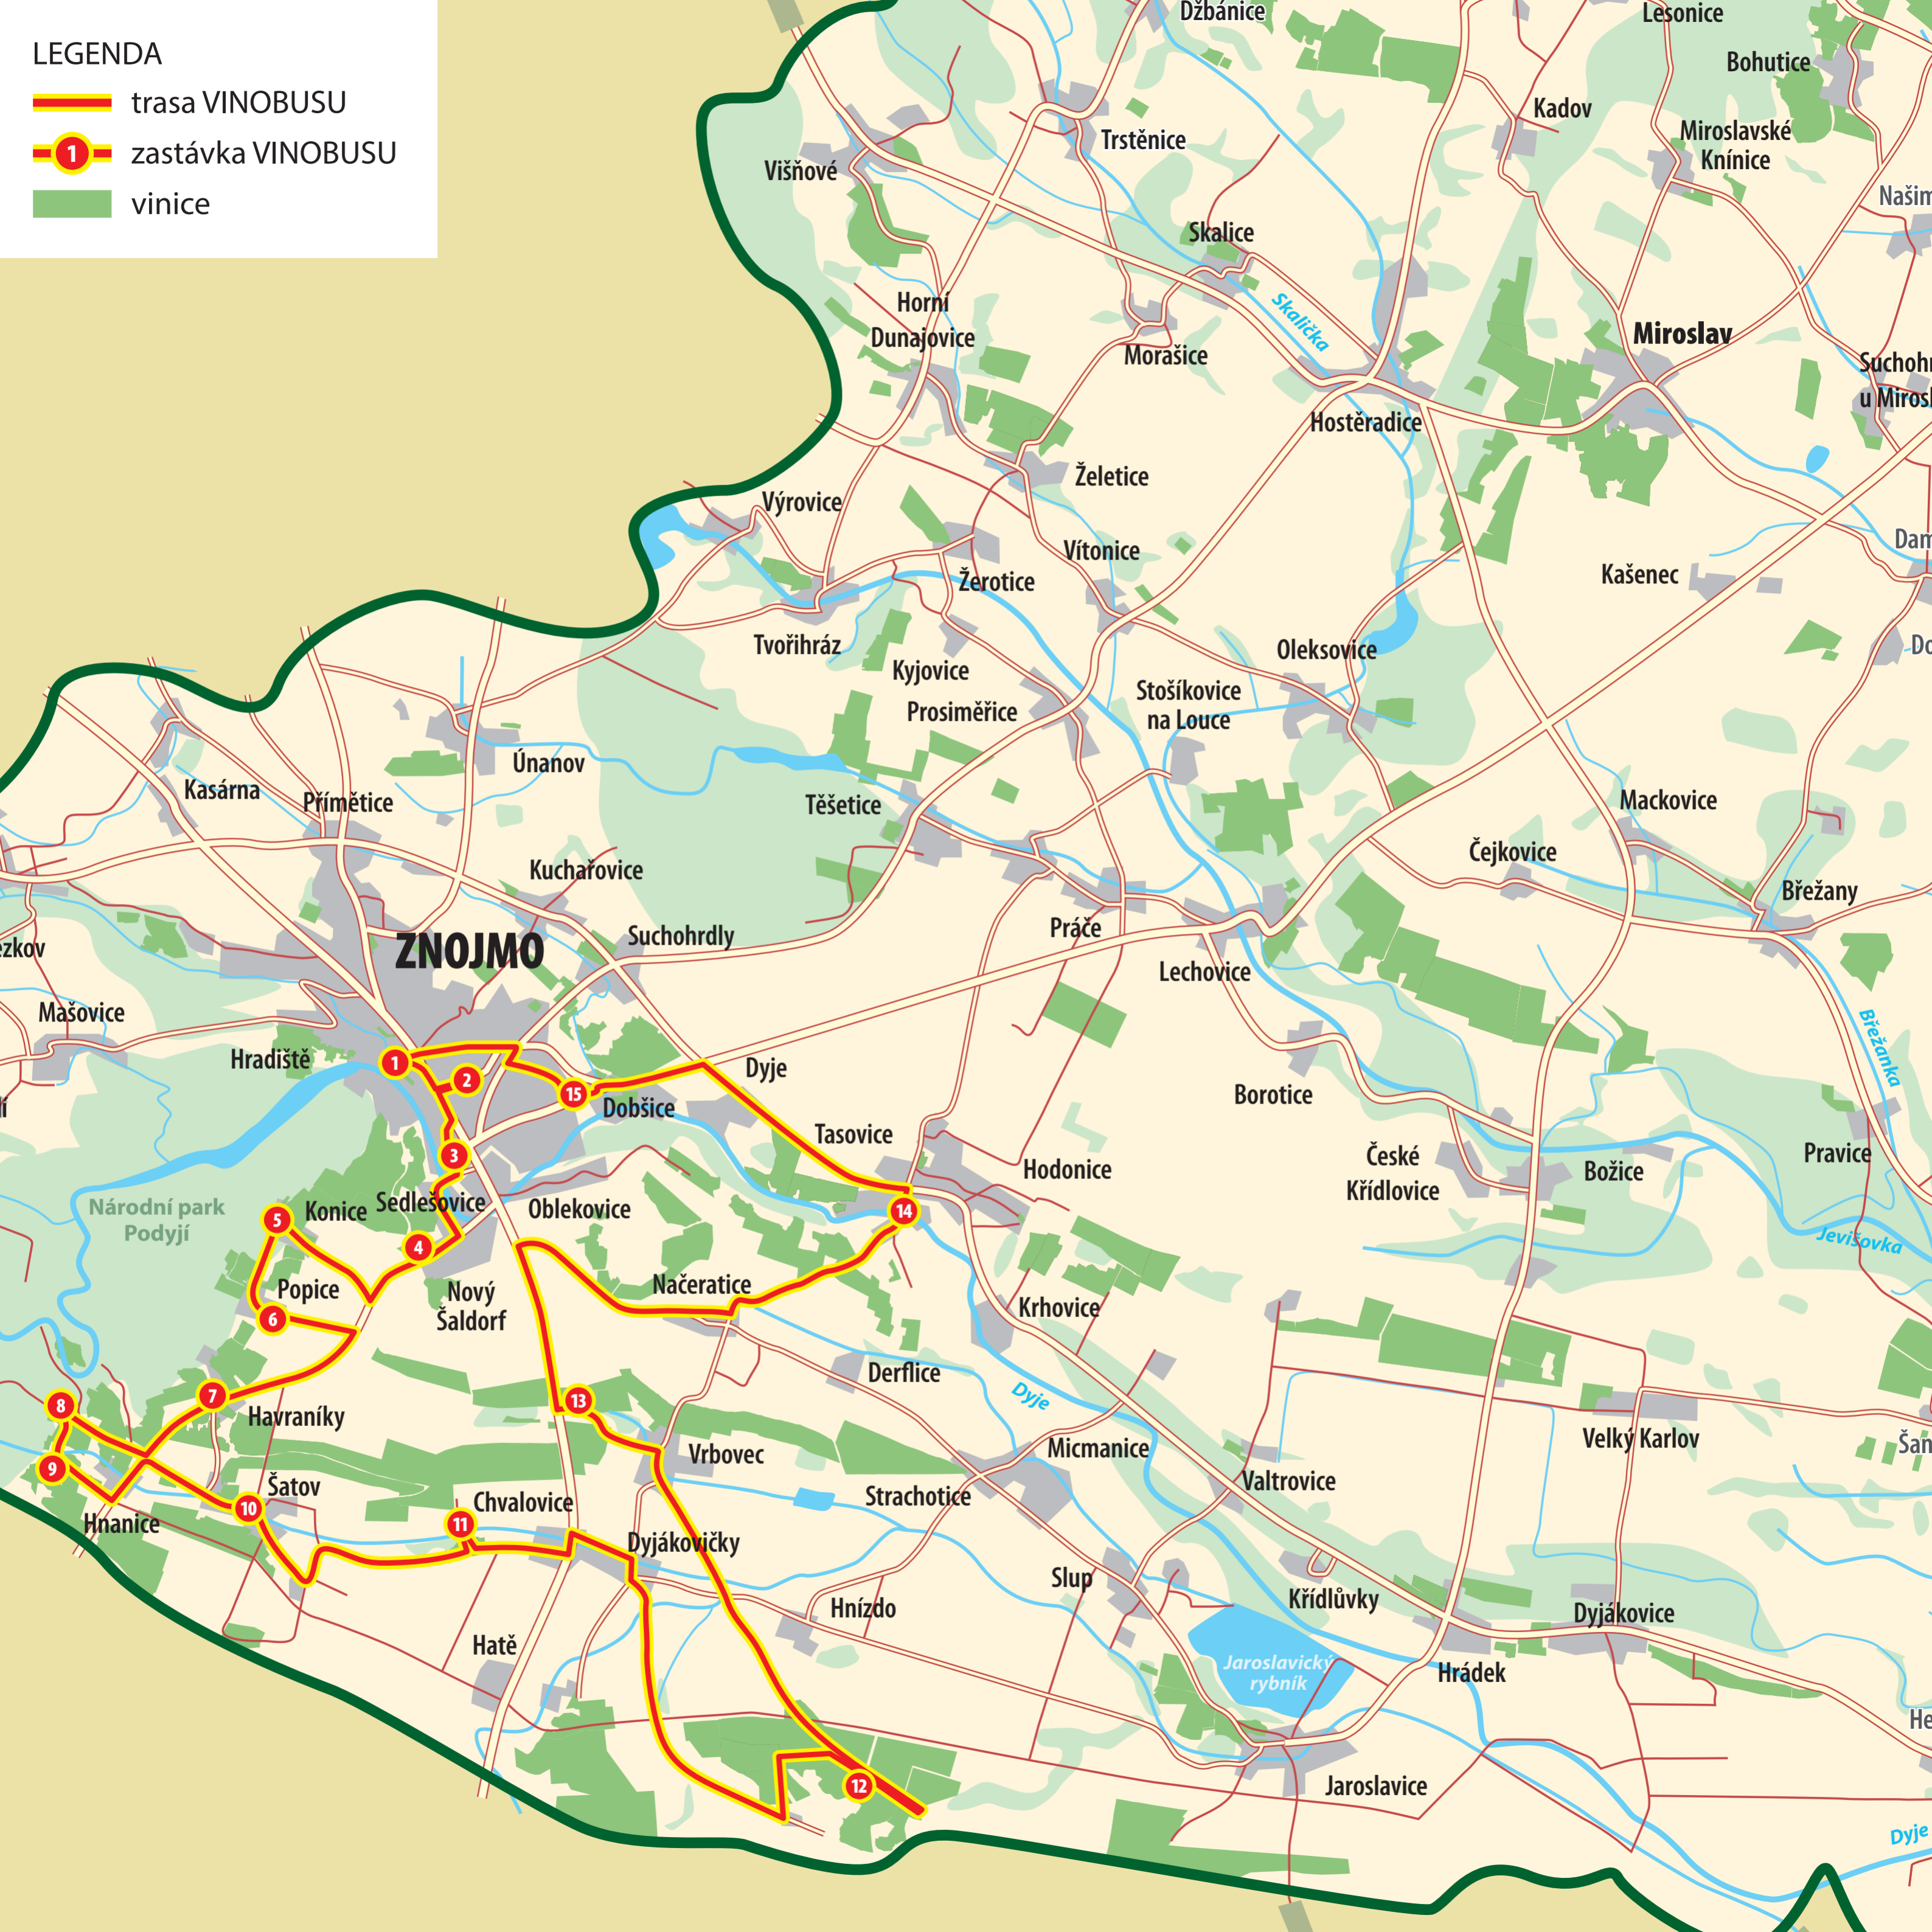 LEGENDA
trasa VINOBUSU
1
zastávka VINOBUSU
vinice
Džbánice
Lesonice
Bohutice
Kadov
Trstěnice
Miroslavské
Knínice
Višňové
Skalice
Horní
Dunajovice
Skalička
Morašice
Miroslav
Hostěradice
Želetice
Výrovice
Vítonice
Žerotice
Kašenec
Tvořihráz
Kyjovice
Oleksovice
Prosiměřice
Stošíkovice
na Louce
Únanov
Kasárna
Přímětice
Těšetice
Mackovice
Čejkovice
Kuchařovice
Břežany
Suchohrdly
ZNOJMO
Práče
Lechovice
Mašovice
Břežanka
Hradiště
1
2
15
Dyje
Dobšice
Borotice
Tasovice
3
Hodonice
České
Křídlovice
Božice
Pravice
Národní park
Podyjí
5
Konice
Sedlešovice
Oblekovice
14
4
Jevišovka
Popice
6
Nový
Šaldorf
Načeratice
Krhovice
Derflice
Dyje
7
8
13
Havraníky
Vrbovec
Micmanice
Velký Karlov
9
10
Šatov
Chvalovice
Strachotice
Valtrovice
11
Hnanice
Dyjákovičky
Slup
Křídlůvky
Hnízdo
Dyjákovice
Hatě
Jaroslavický
rybník
Hrádek
12
Jaroslavice
Dyje